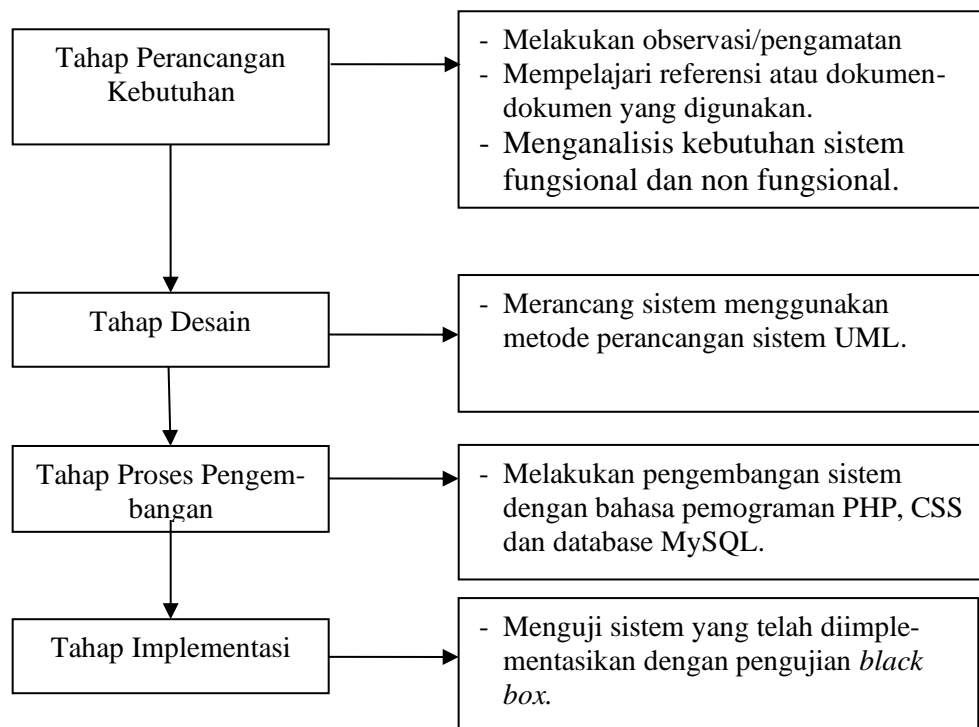 Tahap Perancangan
Kebutuhan
- Melakukan observasi/pengamatan
- Mempelajari referensi atau dokumen-
dokumen yang digunakan.
- Menganalisis kebutuhan sistem
fungsional dan non fungsional.
Tahap Desain
- Merancang sistem menggunakan
metode perancangan sistem UML.
Tahap Proses Pengem-
bangan
- Melakukan pengembangan sistem
dengan bahasa pemograman PHP, CSS
dan database MySQL.
Tahap Implementasi
- Menguji sistem yang telah diimple-
mentasikan dengan pengujian black
box.